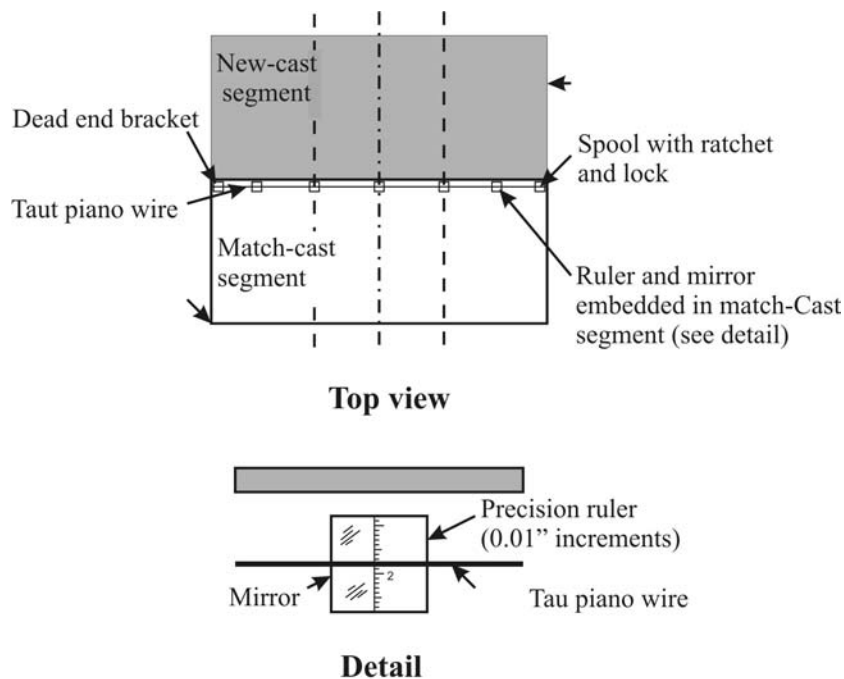 New-cast
segment
Dead end bracket
Spool with ratchet
and lock
Taut piano wire
Match-cast
segment
Ruler and mirror
embedded in match-Cast
segment (see detail)
Top view
Precision ruler
(0.01" increments)
2
Mirror
Tau piano wire
Detail